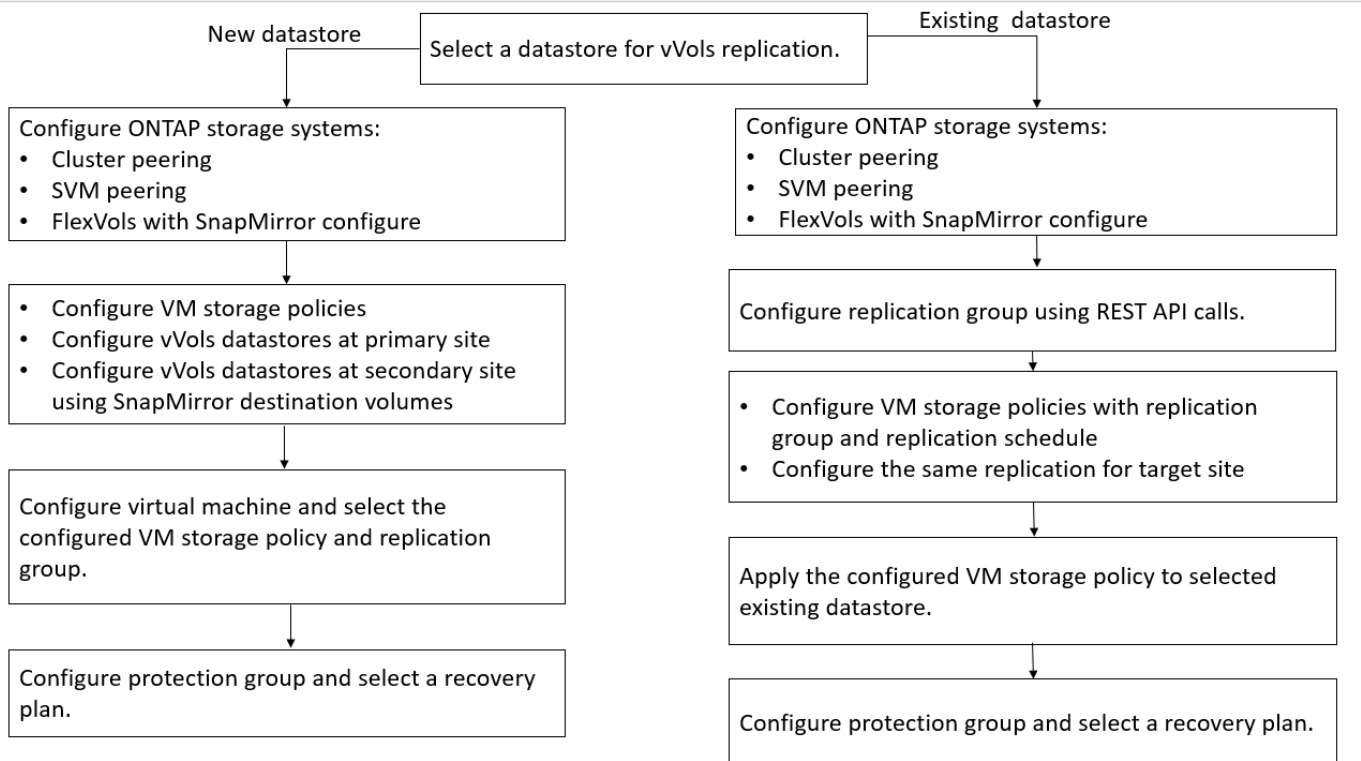 New datastore
Select a datastore for vVols replication.
Existing datastore
Configure ONTAP storage systems:
• Cluster peering
• SVM peering
• FlexVols with SnapMirror configure
• Configure VM storage policies
• Configure vVols datastores at primary site
• Configure vVols datastores at secondary site
using SnapMirror destination volumes
Configure virtual machine and select the
configured VM storage policy and replication
group.
Configure protection group and select a recovery
plan.
Configure ONTAP storage systems:
• Cluster peering
• SVM peering
• FlexVols with SnapMirror configure
Configure replication group using REST API calls.
• Configure VM storage policies with replication
group and replication schedule
• Configure the same replication for target site
Apply the configured VM storage policy to selected
existing datastore.
Configure protection group and select a recovery plan.